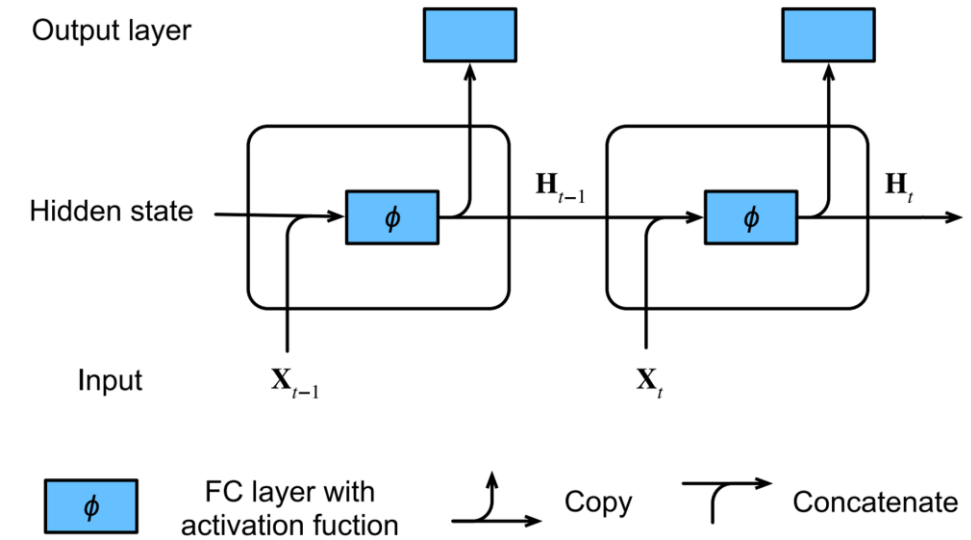 Output layer
Hidden state
ϕ
H_{t−1}
ϕ
H_t
Input
X_{t−1}
X_t
ϕ
FC layer with
activation fuction
Copy
Concatenate